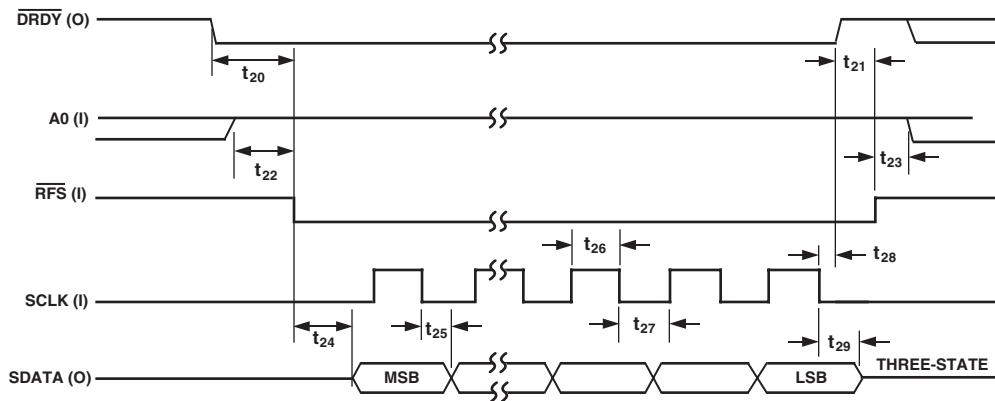 DRDY (O)
t20
t21
A0 (I)
t22
t23
RFS (I)
t26
t28
SCLK (I)
t24
t25
t27
t29
SDATA (O)
MSB
LSB
THREE-STATE